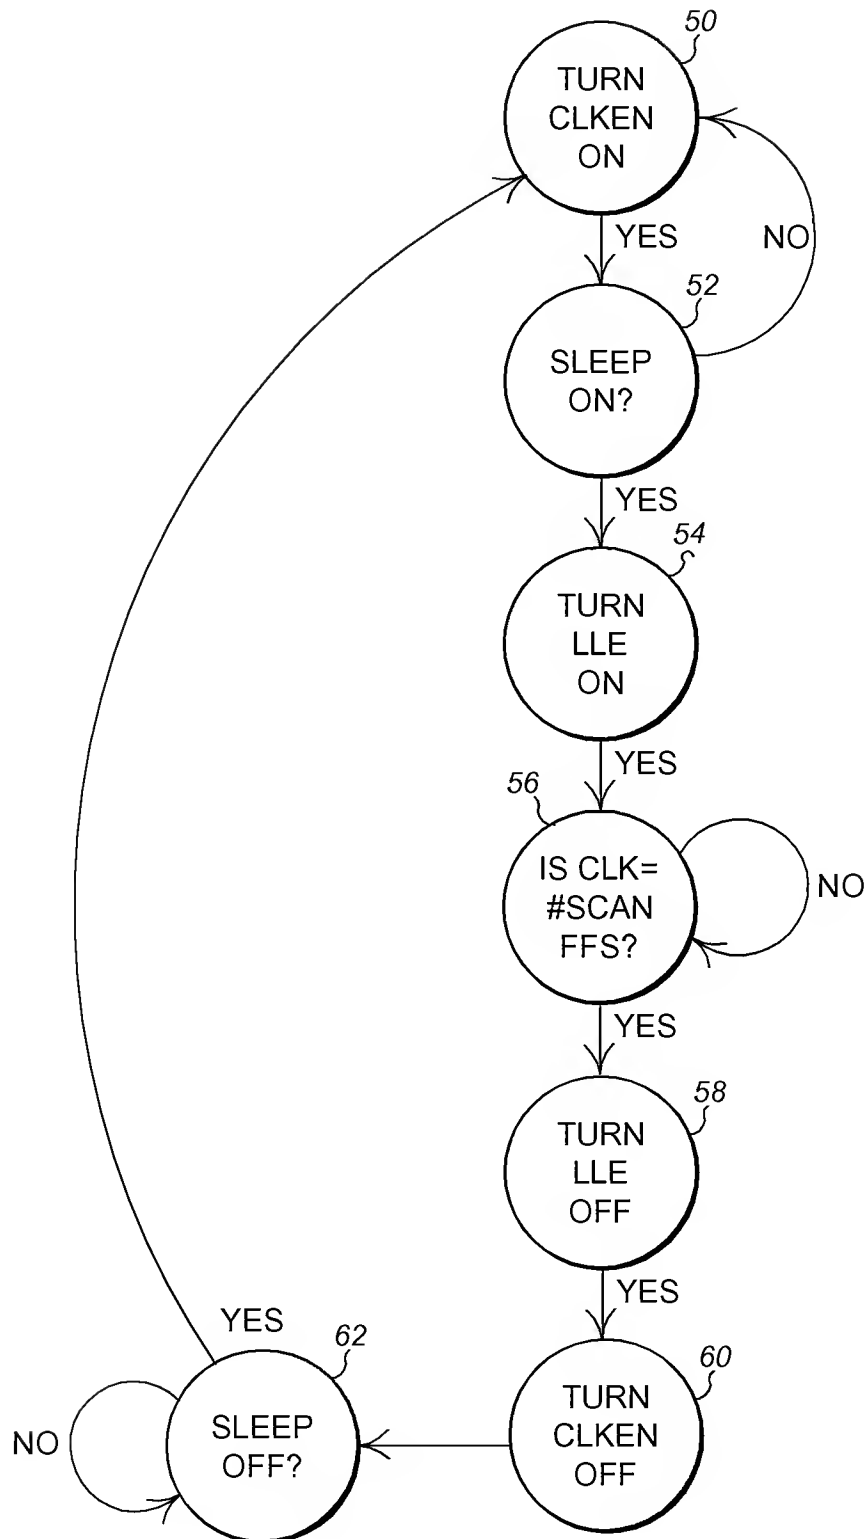 50
TURN
CLKEN
ON
YES
NO
52
SLEEP
ON?
YES
54
TURN
LLE
ON
YES
56
IS CLK=
#SCAN
FFS?
NO
YES
58
TURN
LLE
OFF
YES
60
TURN
CLKEN
OFF
YES
62
SLEEP
OFF?
NO